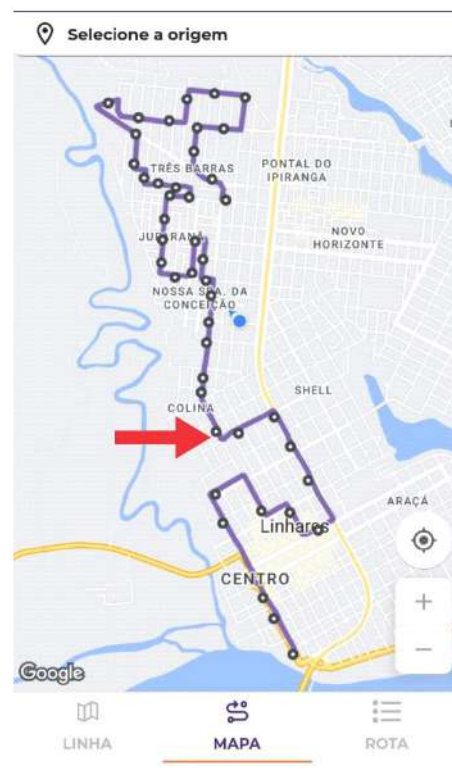 Selecione a origem
TRÊS BARRAS
PONTAL DO
IPIRANGA
NOVO
HORIZONTE
JUPARANÃ
NOSSA SRA. DA
CONCEIÇÃO
SHELL
COLINA
ARAÇÁ
Linhares
CENTRO
Google
LINHA
MAPA
ROTA